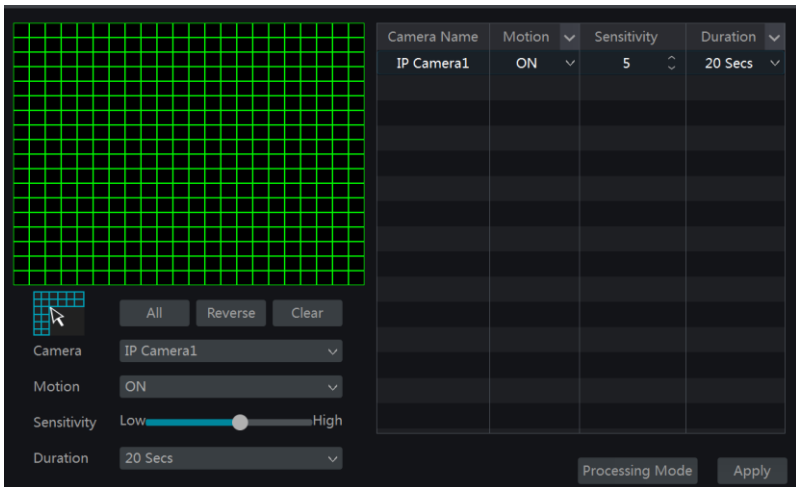 Camera Name Motion Sensitivity Duration
IP Camera1 ON 5 20 Secs
All Reverse Clear
Camera IP Camera1
Motion ON
Sensitivity Low High
Duration 20 Secs
Processing Mode Apply